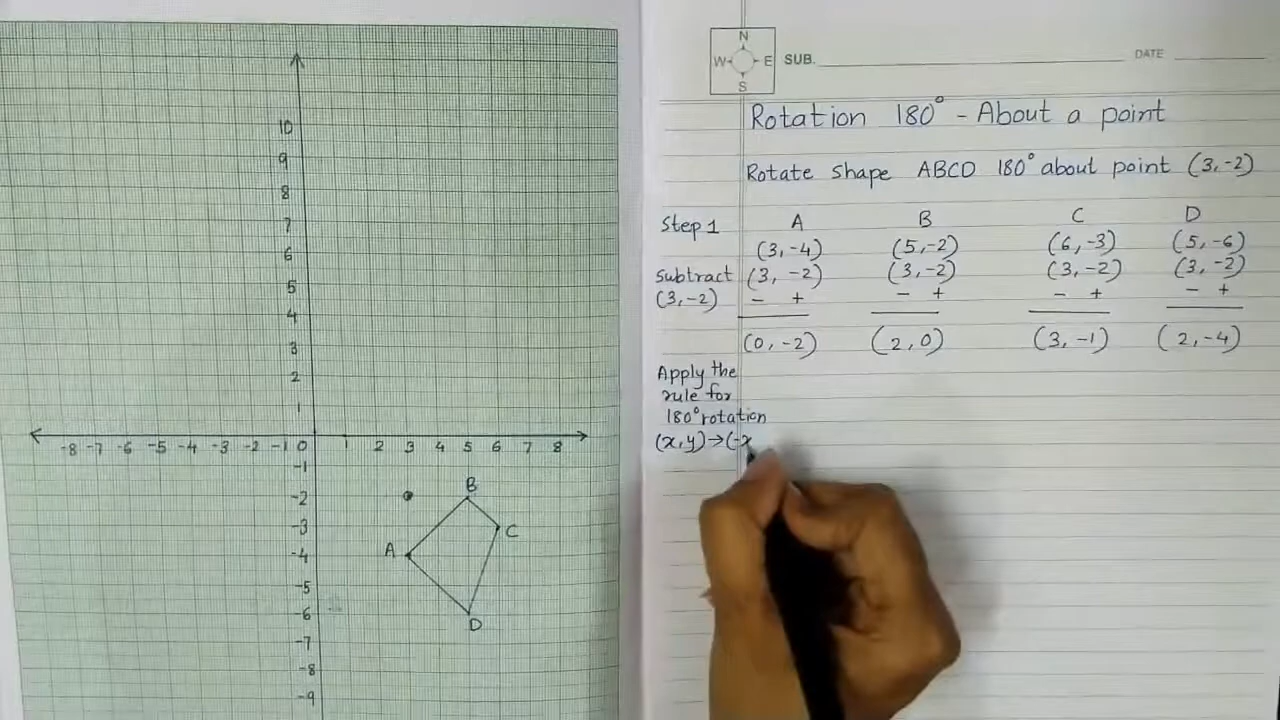 10
9
8
7
6
5
4
3
2
1
-8 -7 -6 -5 -4 -3 -2 -1 0 2 3 4 5 6 7 8
-1
-2
-3
-4
-5
-6
-7
-8
-9
B
C
A
D
N
W E
S
SUB.
DATE
Rotation 180° - About a point
Rotate shape ABCD 180° about point (3,-2)
Step 1 A B C D
(3,-4) (5,-2) (6,-3) (5,-6)
subtract (3,-2) (3,-2) (3,-2) (3,-2)
(3,-2) - + - + - + - +
(0,-2) (2,0) (3,-1) (2,-4)
Apply the
rule for
180° rotation
(x,y)→(-x